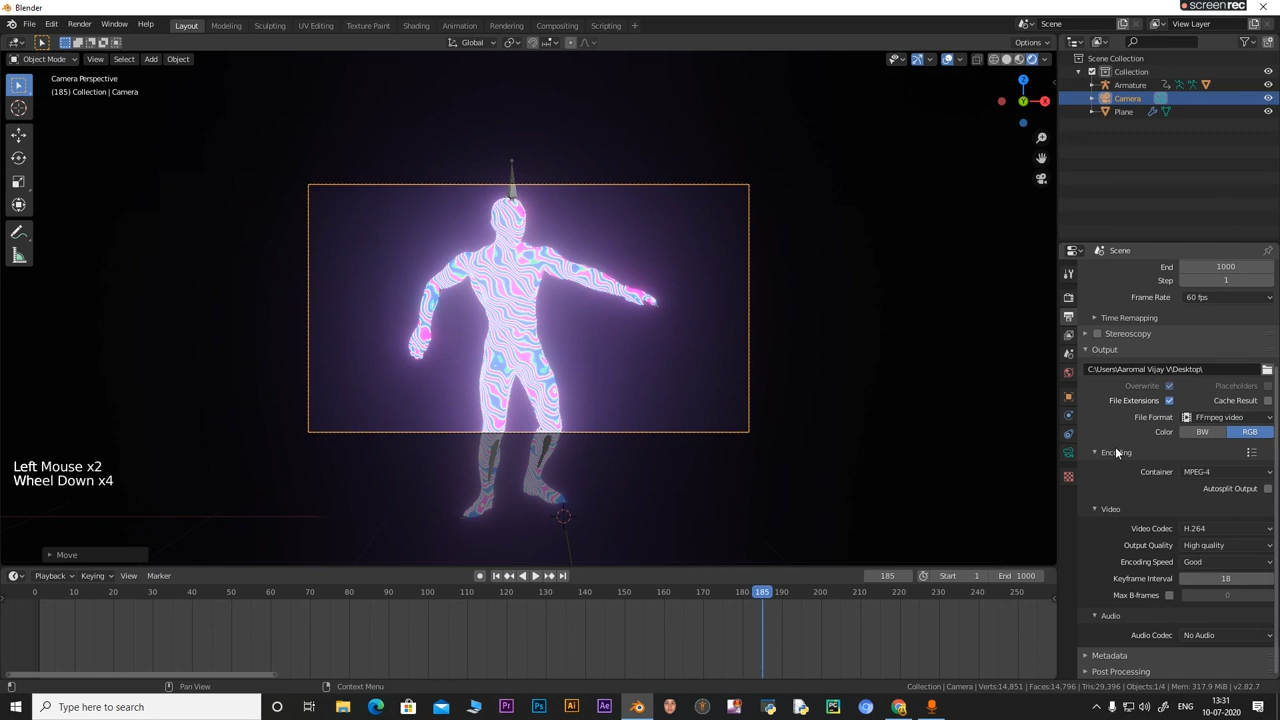 Blender
screenrec
File Edit Render Window Help Layout Modeling Sculpting UV Editing Texture Paint Shading Animation Rendering Compositing Scripting + Scene View Layer
Global Options
Object Mode View Select Add Object
Camera Perspective
(185) Collection | Camera
Z
Y
X
Scene Collection
Collection
Armature
Camera
Plane
Scene
End 1000
Step 1
Frame Rate 60 fps
Time Remapping
Stereoscopy
Output
C:\Users\Aaromal Vijay V\Desktop\
Overwrite Placeholders
File Extensions Cache Result
File Format FFmpeg video
Color BW RGB
Encoding
Container MPEG-4
Autosplit Output
Video
Video Codec H.264
Output Quality High quality
Encoding Speed Good
Keyframe Interval 18
Max B-frames 0
Audio
Audio Codec No Audio
Metadata
Post Processing
Left Mouse x2
Wheel Down x4
Move
Playback Keying View Marker 185 Start 1 End 1000
0 10 20 30 40 50 60 70 80 90 100 110 120 130 140 150 160 170 180 185 190 200 210 220 230 240 250
Pan View Context Menu Collection | Camera | Verts:14,851 | Faces:14,796 | Tris:29,396 | Objects:1/4 | Mem: 317.9 MiB | v2.82.7
Type here to search
Pr Ps Ai Ae PC
ENG 13:31
10-07-2020